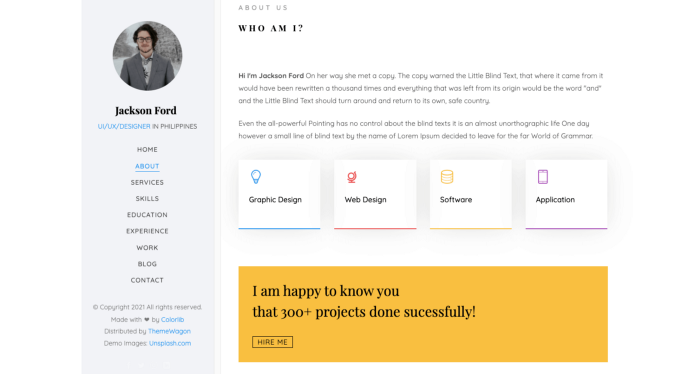 Jackson Ford
UI/UX/DESIGNER IN PHILIPPINES
HOME
ABOUT
SERVICES
SKILLS
EDUCATION
EXPERIENCE
WORK
BLOG
CONTACT
© Copyright 2021 All rights reserved.
Made with ❤ by Colorlib
Distributed by ThemeWagon
Demo Images: Unsplash.com
ABOUT US
WHO AM I?
Hi I'm Jackson Ford On her way she met a copy. The copy warned the Little Blind Text, that where it came from it
would have been rewritten a thousand times and everything that was left from its origin would be the word "and"
and the Little Blind Text should turn around and return to its own, safe country.
Even the all-powerful Pointing has no control about the blind texts it is an almost unorthographic life One day
however a small line of blind text by the name of Lorem Ipsum decided to leave for the far World of Grammar.
Graphic Design
Web Design
Software
Application
I am happy to know you
that 300+ projects done sucessfully!
HIRE ME